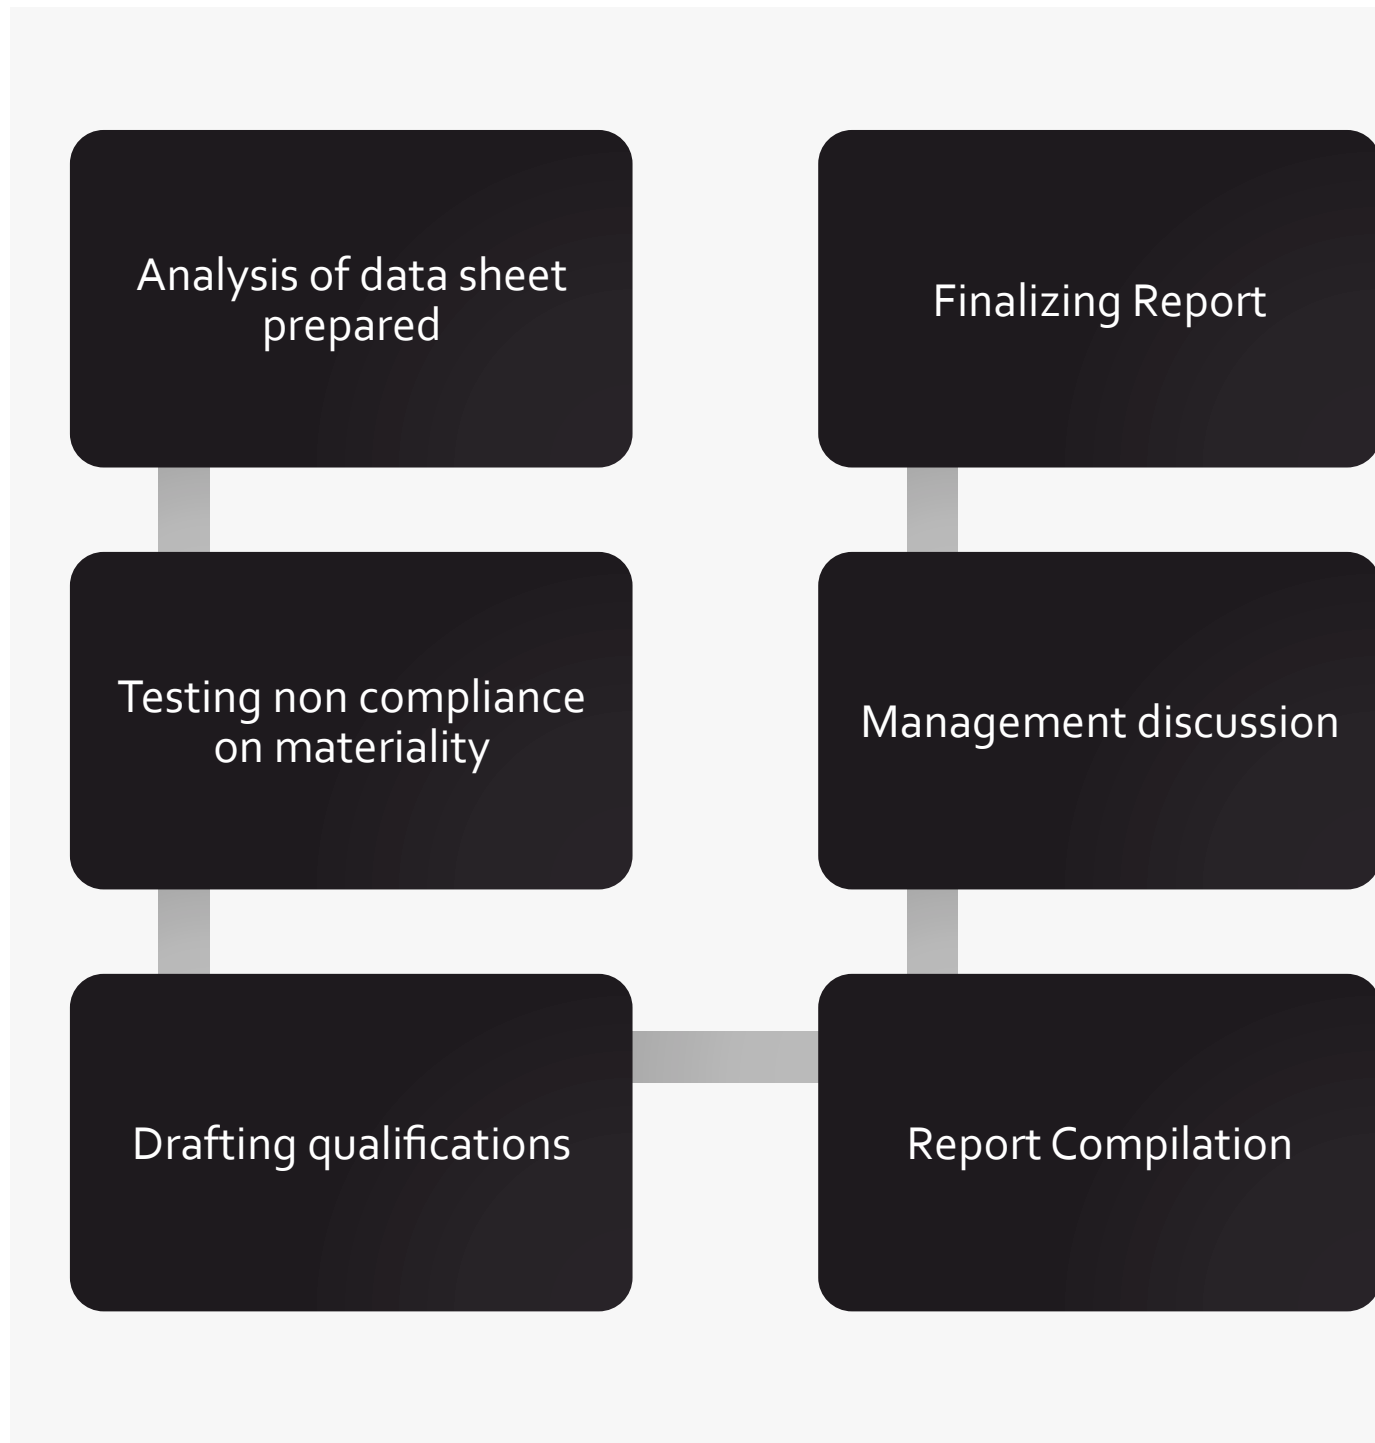 Analysis of data sheet
prepared
Testing non compliance
on materiality
Drafting qualifications
Report Compilation
Management discussion
Finalizing Report